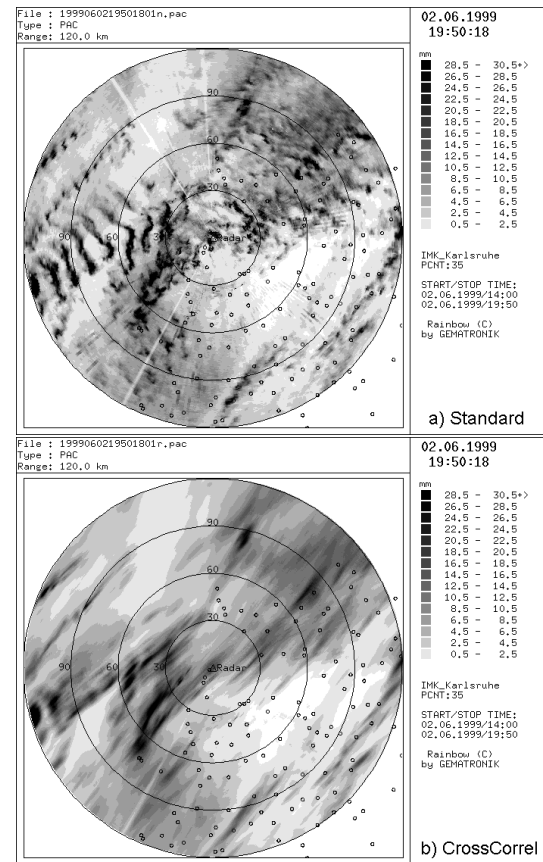 File : 1999060219501801n.pac
Type : PAC
Range: 120.0 km
90
60
30
90 60 30 Radar
02.06.1999
19:50:18
mm
28.5 - 30.5+>
26.5 - 28.5
24.5 - 26.5
22.5 - 24.5
20.5 - 22.5
18.5 - 20.5
16.5 - 18.5
14.5 - 16.5
12.5 - 14.5
10.5 - 12.5
8.5 - 10.5
6.5 - 8.5
4.5 - 6.5
2.5 - 4.5
0.5 - 2.5
IMK_Karlsruhe
PCNT:35
START/STOP TIME:
02.06.1999/14:00
02.06.1999/19:50
Rainbow (C)
by GEMATRONIK
a) Standard
File : 1999060219501801r.pac
Type : PAC
Range: 120.0 km
90
60
30
90 60 30 Radar
02.06.1999
19:50:18
mm
28.5 - 30.5+>
26.5 - 28.5
24.5 - 26.5
22.5 - 24.5
20.5 - 22.5
18.5 - 20.5
16.5 - 18.5
14.5 - 16.5
12.5 - 14.5
10.5 - 12.5
8.5 - 10.5
6.5 - 8.5
4.5 - 6.5
2.5 - 4.5
0.5 - 2.5
IMK_Karlsruhe
PCNT:35
START/STOP TIME:
02.06.1999/14:00
02.06.1999/19:50
Rainbow (C)
by GEMATRONIK
b) CrossCorrel